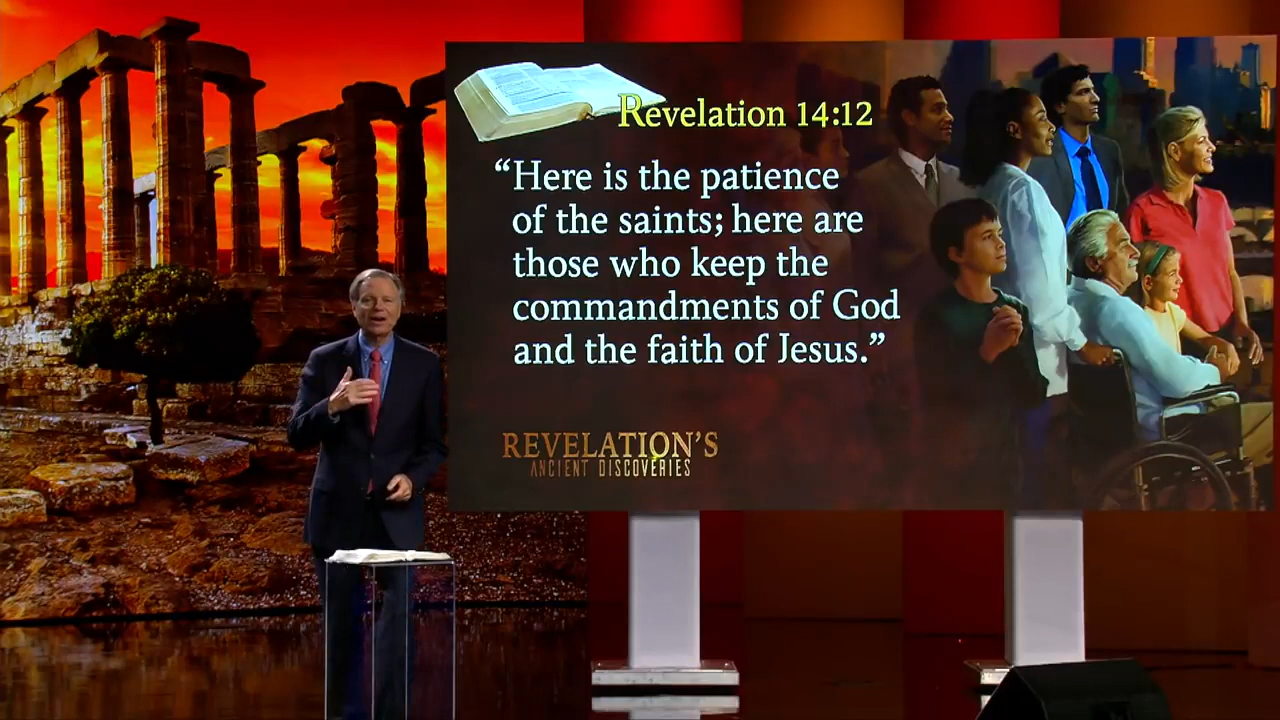 Revelation 14:12
“Here is the patience
of the saints; here are
those who keep the
commandments of God
and the faith of Jesus.”
REVELATION’S
ANCIENT DISCOVERIES